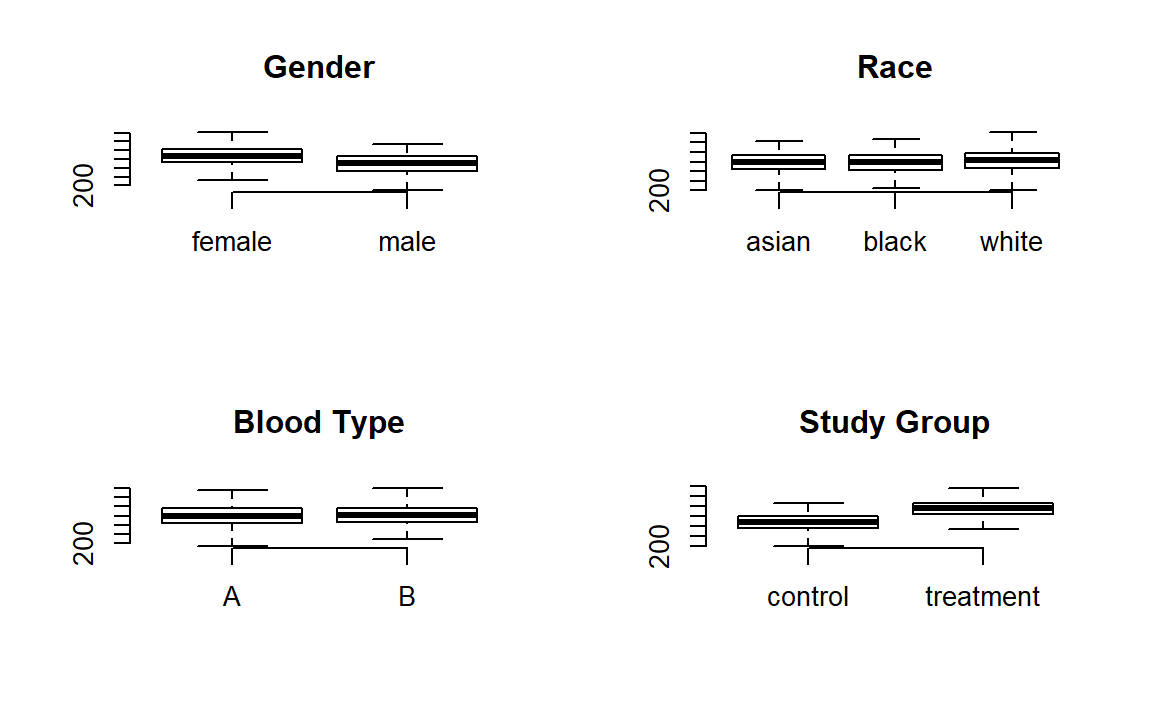 Gender
200
female male
Race
200
asian black white
Blood Type
200
A B
Study Group
200
control treatment